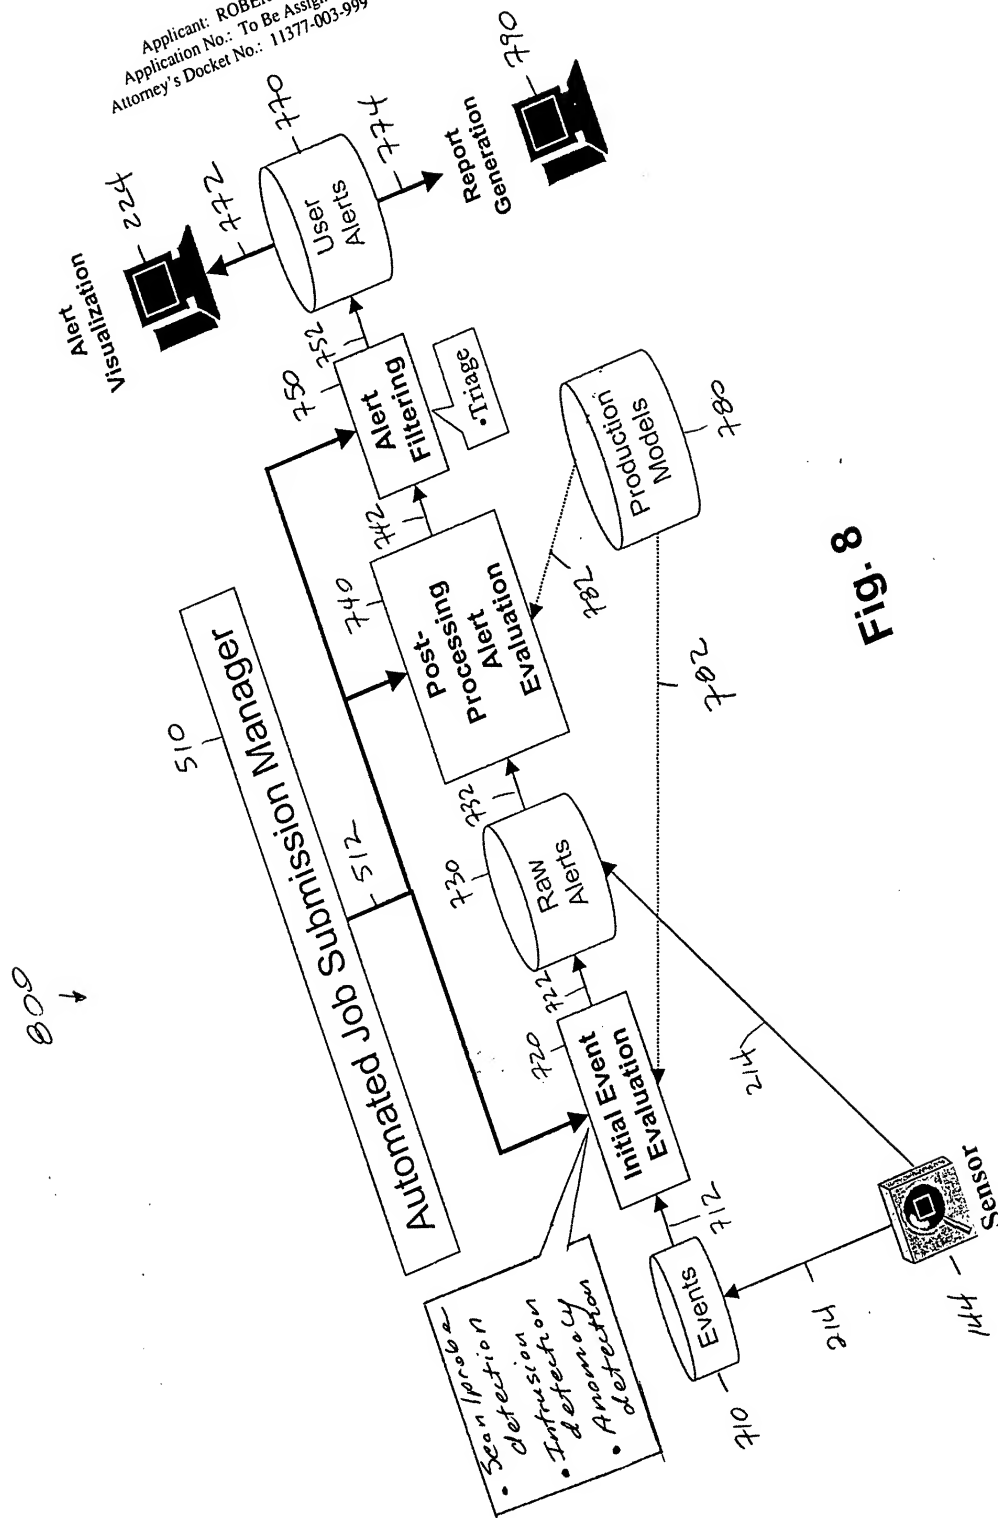 Applicant:
Application No.: To Be
Attorney's Docket No.: 11377-003-999
800
510
Automated Job Submission Manager
512
Alert
Visualization
224
772
770
User
Alerts
774
Report
Generation
790
750
752
Alert
Filtering
•Triage
742
740
Post-
Processing
Alert
Evaluation
732
730
Raw
Alerts
722
720
Initial Event
Evaluation
• Scan/probe
detection
• Intrusion
detection
• Anomoly
detection
712
Events
710
214
214
Sensor
144
Production
Models
780
782
782
Fig. 8